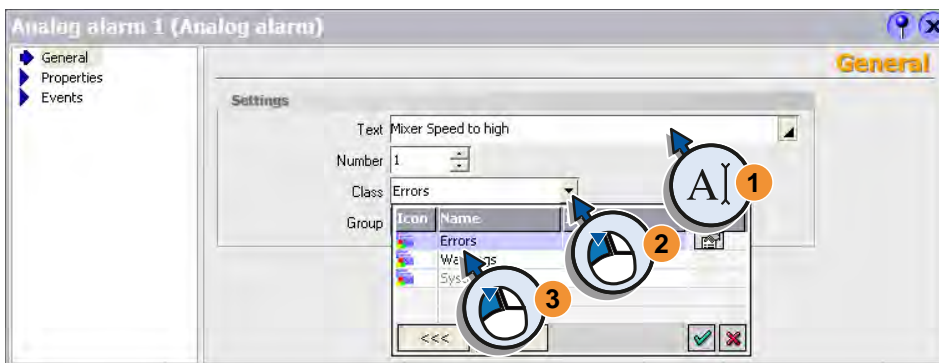 Analog alarm 1 (Analog alarm)
General
Properties
Events
General
Settings
Text Mixer Speed to high
Number 1
Class Errors
Group
Icon Name
Errors
System
<<<
A
1
2
3